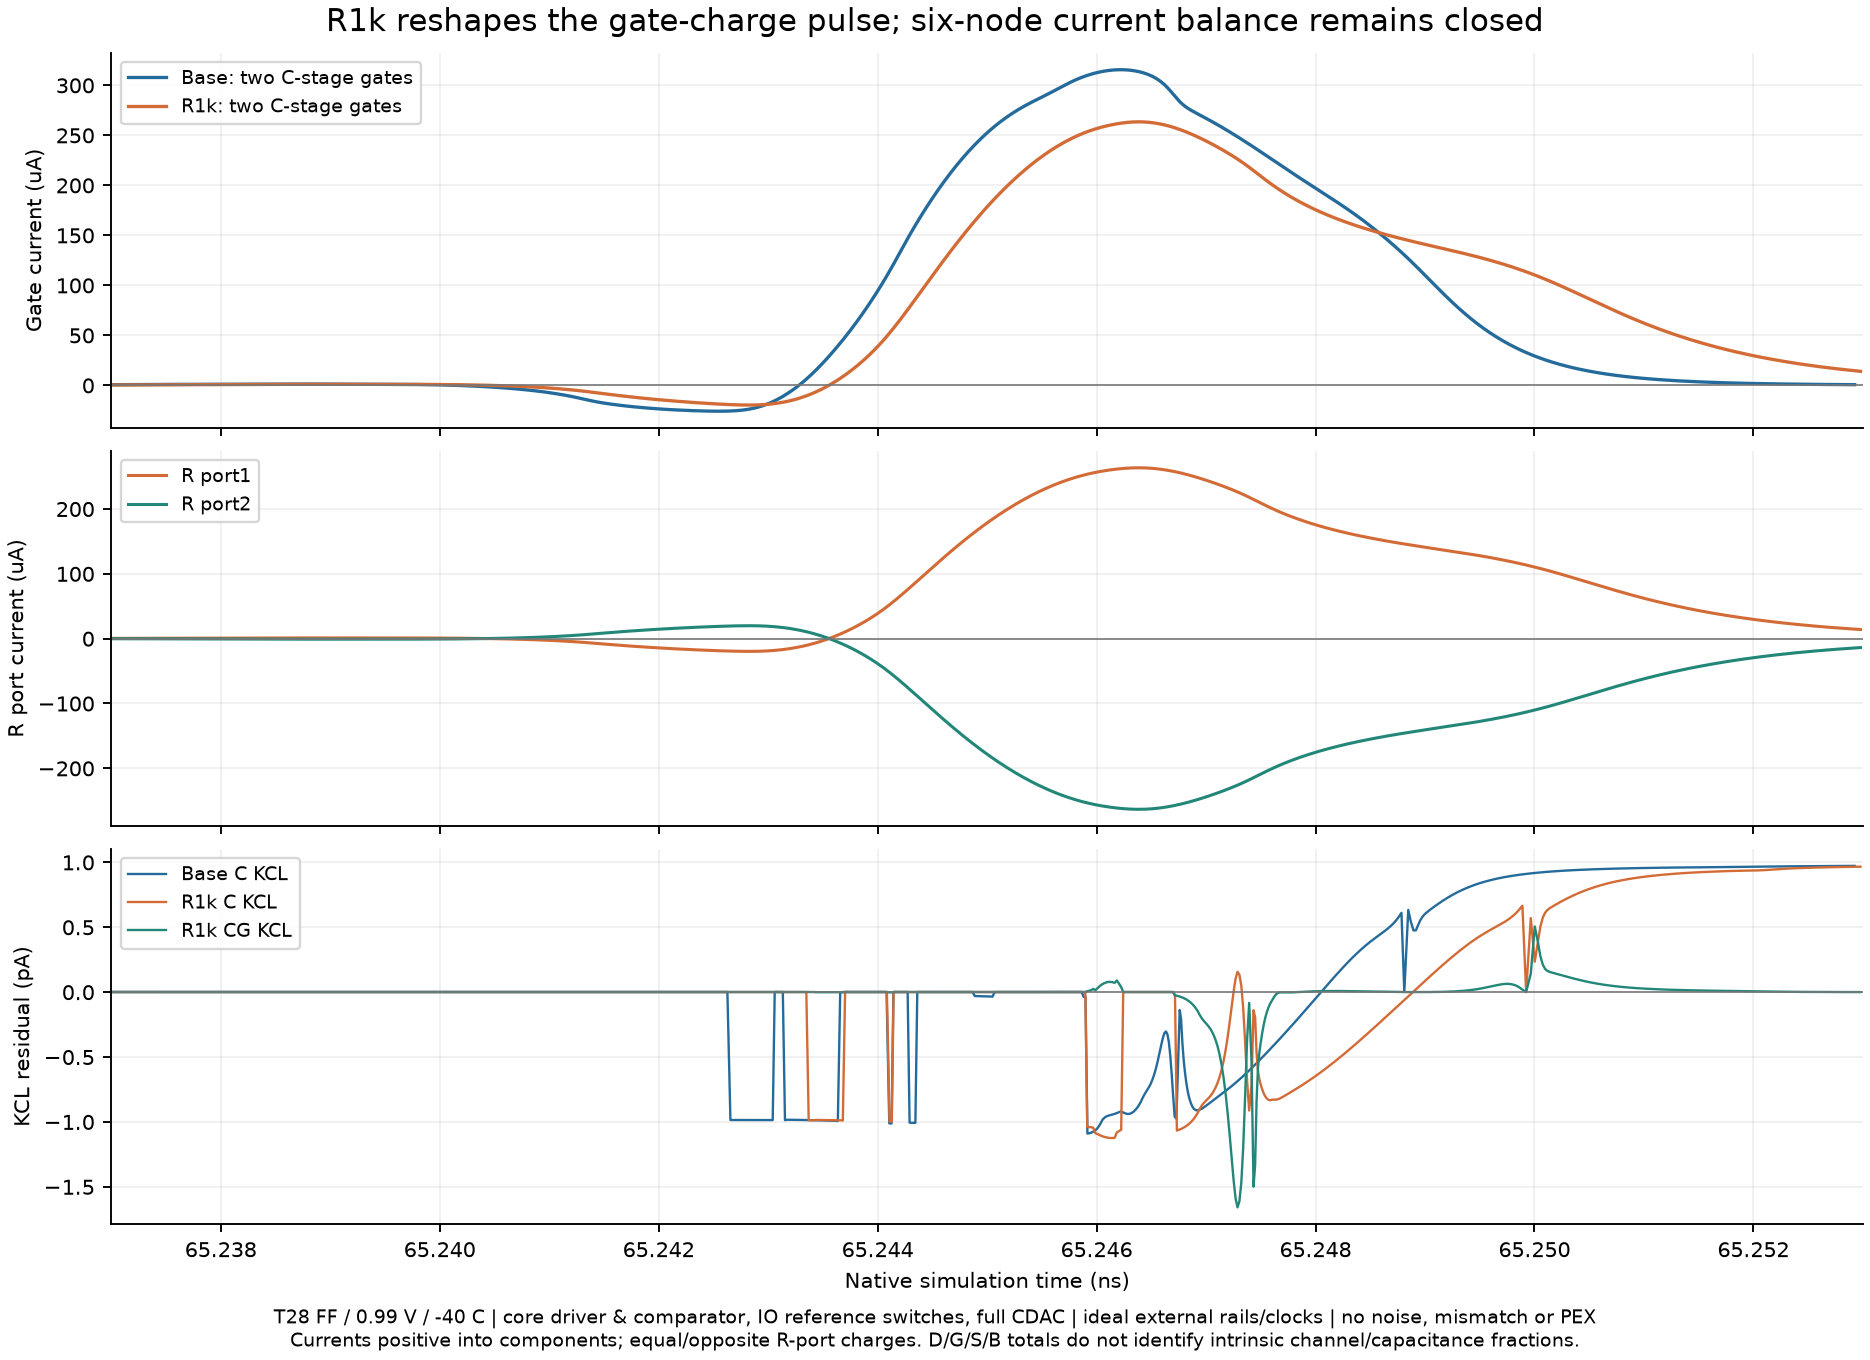 R1k reshapes the gate-charge pulse; six-node current balance remains closed
Base: two C-stage gates
R1k: two C-stage gates
Gate current (uA)
300
250
200
150
100
50
0
R port1
R port2
R port current (uA)
200
100
0
−100
−200
Base C KCL
R1k C KCL
R1k CG KCL
KCL residual (pA)
1.0
0.5
0.0
−0.5
−1.0
−1.5
65.238
65.240
65.242
65.244
65.246
65.248
65.250
65.252
Native simulation time (ns)
T28 FF / 0.99 V / -40 C | core driver & comparator, IO reference switches, full CDAC | ideal external rails/clocks | no noise, mismatch or PEX
Currents positive into components; equal/opposite R-port charges. D/G/S/B totals do not identify intrinsic channel/capacitance fractions.